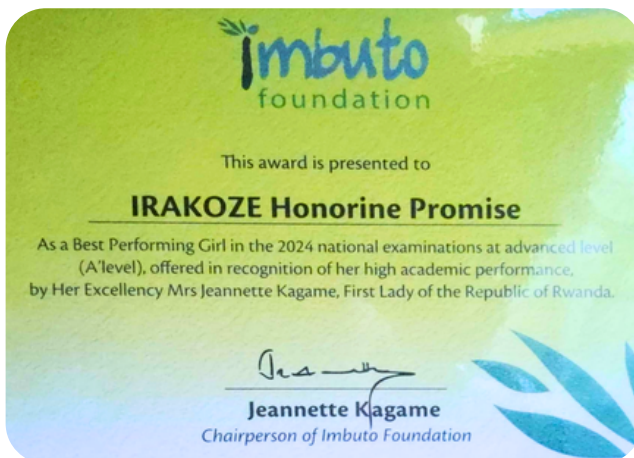 imbuto
foundation
This award is presented to
IRAKOZE Honorine Promise
As a Best Performing Girl in the 2024 national examinations at advanced level
(A'level), offered in recognition of her high academic performance,
by Her Excellency Mrs Jeannette Kagame, First Lady of the Republic of Rwanda.
Jeannette Kagame
Chairperson of Imbuto Foundation